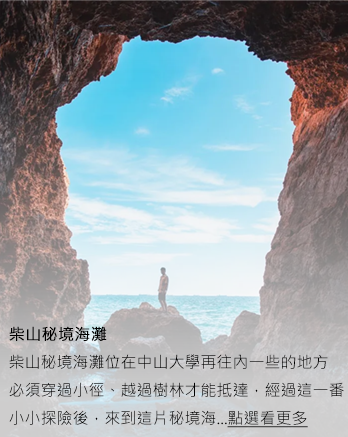 柴山秘境海灘
柴山秘境海灘位在中山大學再往內一些的地方
必須穿過小徑、越過樹林才能抵達，經過這一番
小小探險後，來到這片秘境海...點選看更多